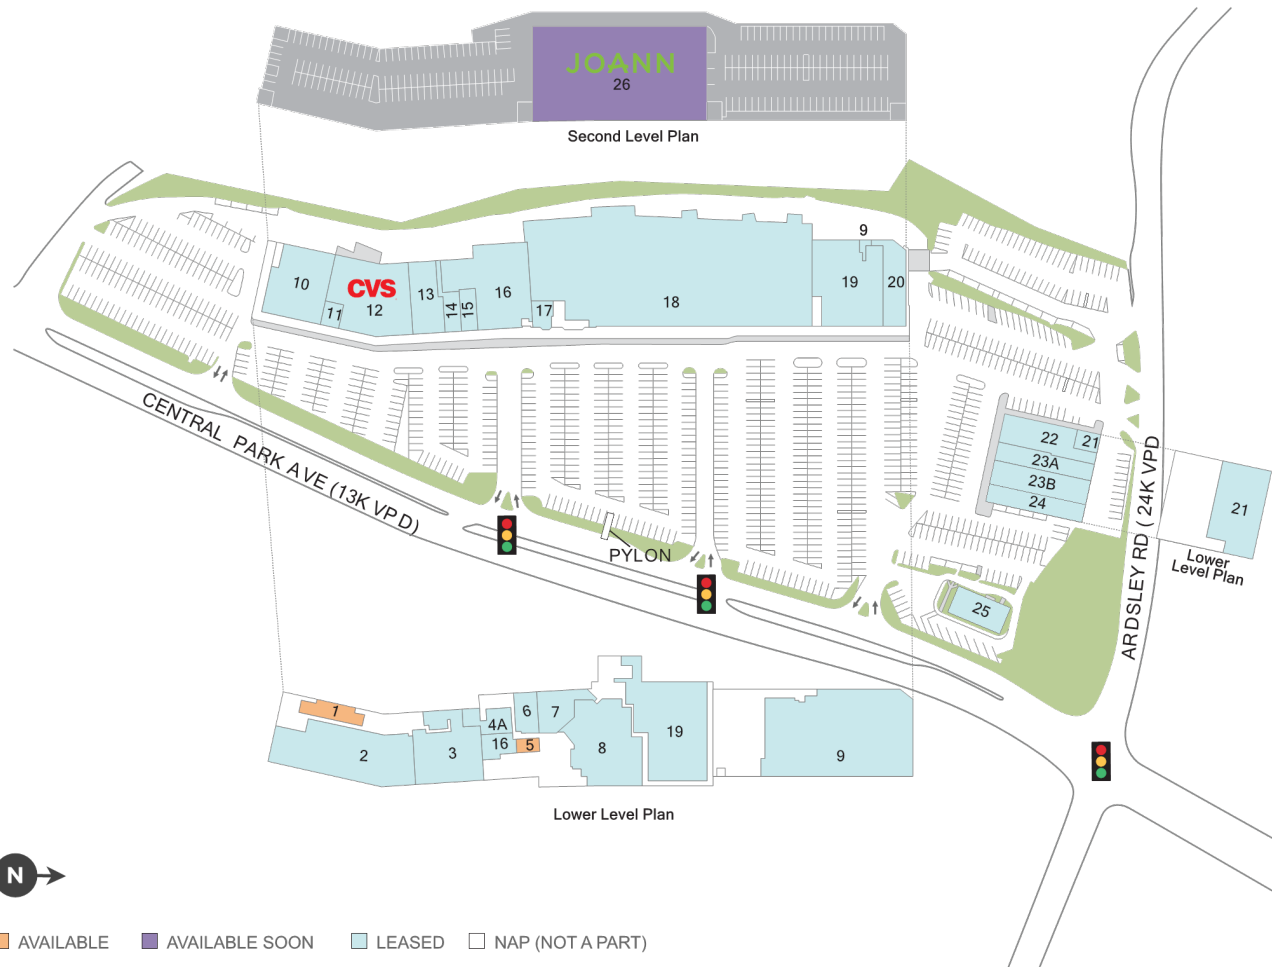 JOANN
26
Second Level Plan
9
10
CVS
11
12
13
14
15
16
17
18
19
20
CENTRAL PARK AVE (13K VPD)
PYLON
22
21
23A
23B
24
25
ARDSLEY RD ( 24K VPD
21
Lower
Level Plan
1
2
3
4A
16
5
6
7
8
19
9
Lower Level Plan
N
AVAILABLE
AVAILABLE SOON
LEASED
NAP (NOT A PART)